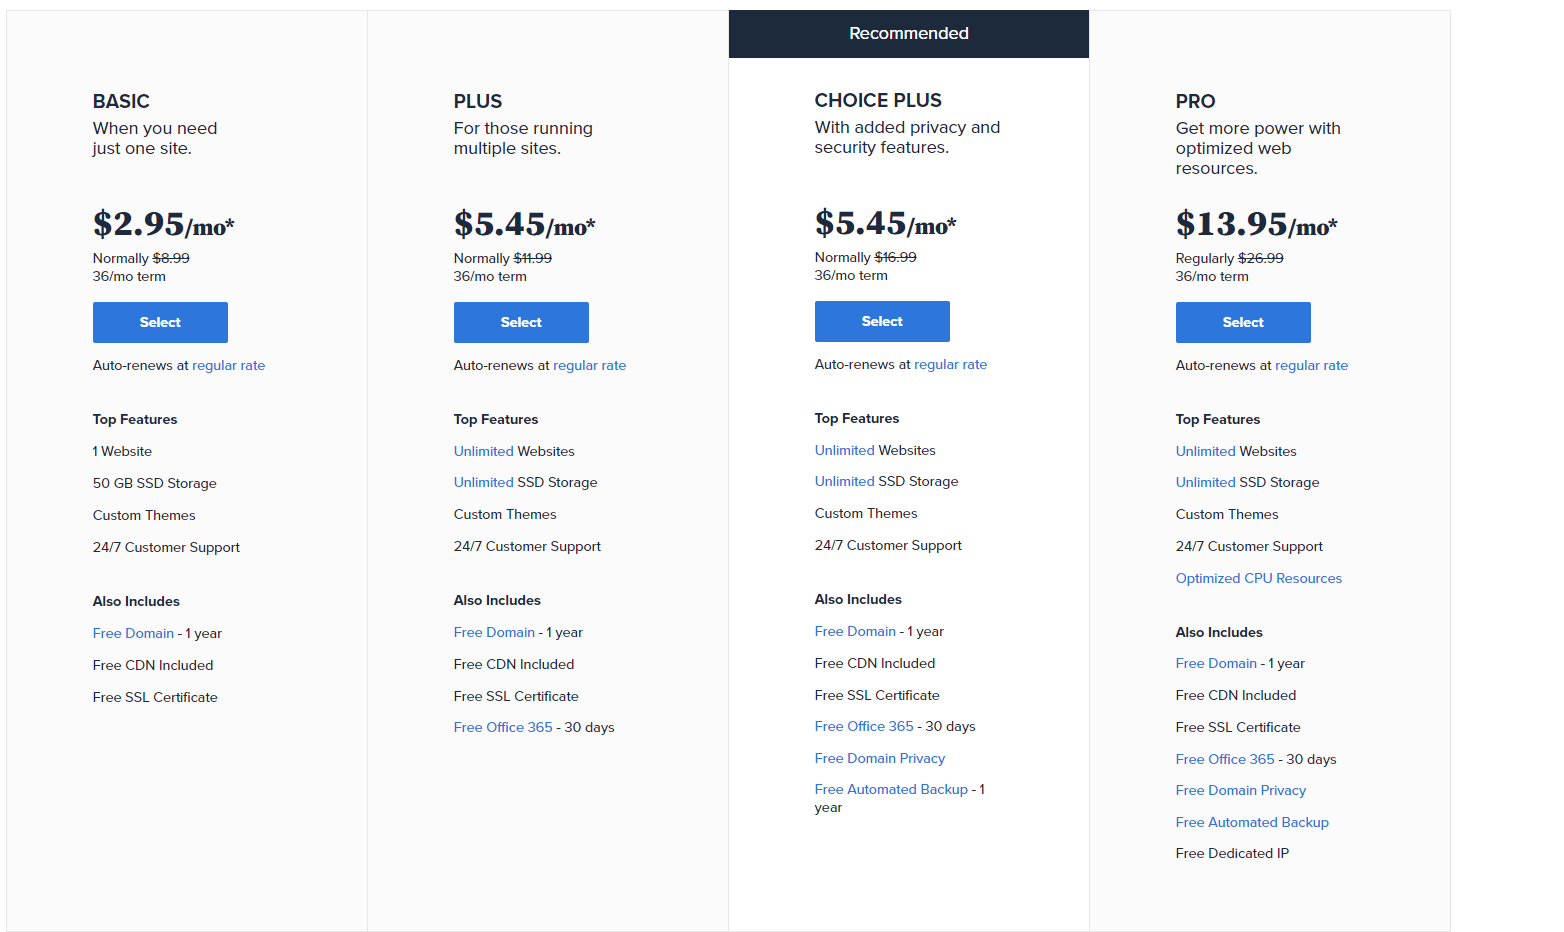 BASIC
When you need
just one site.
$2.95/mo*
Normally $8.99
36/mo term
Select
Auto-renews at regular rate
Top Features
1 Website
50 GB SSD Storage
Custom Themes
24/7 Customer Support
Also Includes
Free Domain - 1 year
Free CDN Included
Free SSL Certificate
PLUS
For those running
multiple sites.
$5.45/mo*
Normally $11.99
36/mo term
Select
Auto-renews at regular rate
Top Features
Unlimited Websites
Unlimited SSD Storage
Custom Themes
24/7 Customer Support
Also Includes
Free Domain - 1 year
Free CDN Included
Free SSL Certificate
Free Office 365 - 30 days
Recommended
CHOICE PLUS
With added privacy and
security features.
$5.45/mo*
Normally $16.99
36/mo term
Select
Auto-renews at regular rate
Top Features
Unlimited Websites
Unlimited SSD Storage
Custom Themes
24/7 Customer Support
Also Includes
Free Domain - 1 year
Free CDN Included
Free SSL Certificate
Free Office 365 - 30 days
Free Domain Privacy
Free Automated Backup - 1
year
PRO
Get more power with
optimized web
resources.
$13.95/mo*
Regularly $26.99
36/mo term
Select
Auto-renews at regular rate
Top Features
Unlimited Websites
Unlimited SSD Storage
Custom Themes
24/7 Customer Support
Optimized CPU Resources
Also Includes
Free Domain - 1 year
Free CDN Included
Free SSL Certificate
Free Office 365 - 30 days
Free Domain Privacy
Free Automated Backup
Free Dedicated IP